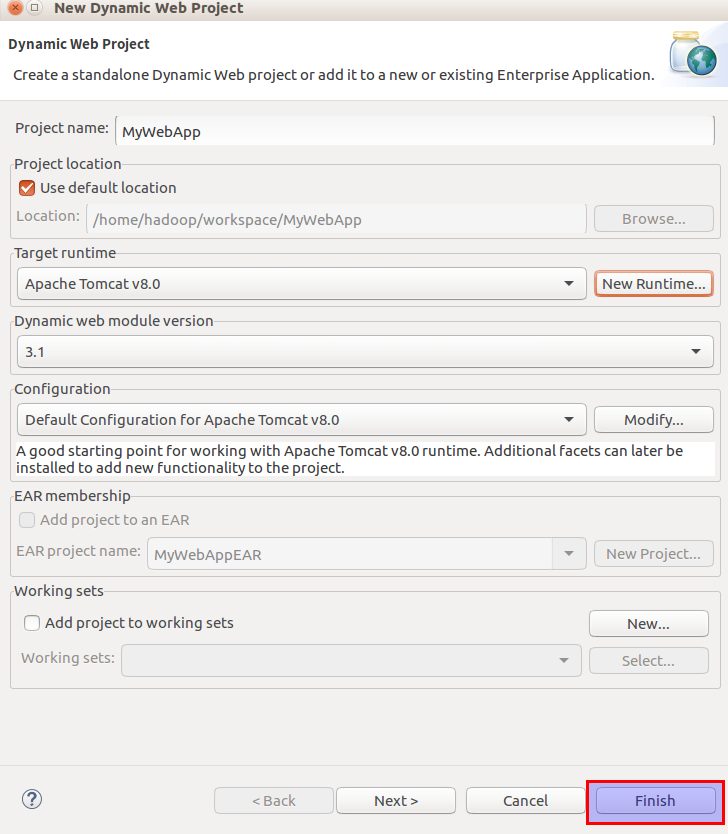 New Dynamic Web Project
Dynamic Web Project
Create a standalone Dynamic Web project or add it to a new or existing Enterprise Application.
Project name: MyWebApp
Project location
Use default location
Location: /home/hadoop/workspace/MyWebApp Browse...
Target runtime
Apache Tomcat v8.0 New Runtime...
Dynamic web module version
3.1
Configuration
Default Configuration for Apache Tomcat v8.0 Modify...
A good starting point for working with Apache Tomcat v8.0 runtime. Additional facets can later be
installed to add new functionality to the project.
EAR membership
Add project to an EAR
EAR project name: MyWebAppEAR New Project...
Working sets
Add project to working sets New...
Working sets: Select...
? < Back Next > Cancel Finish